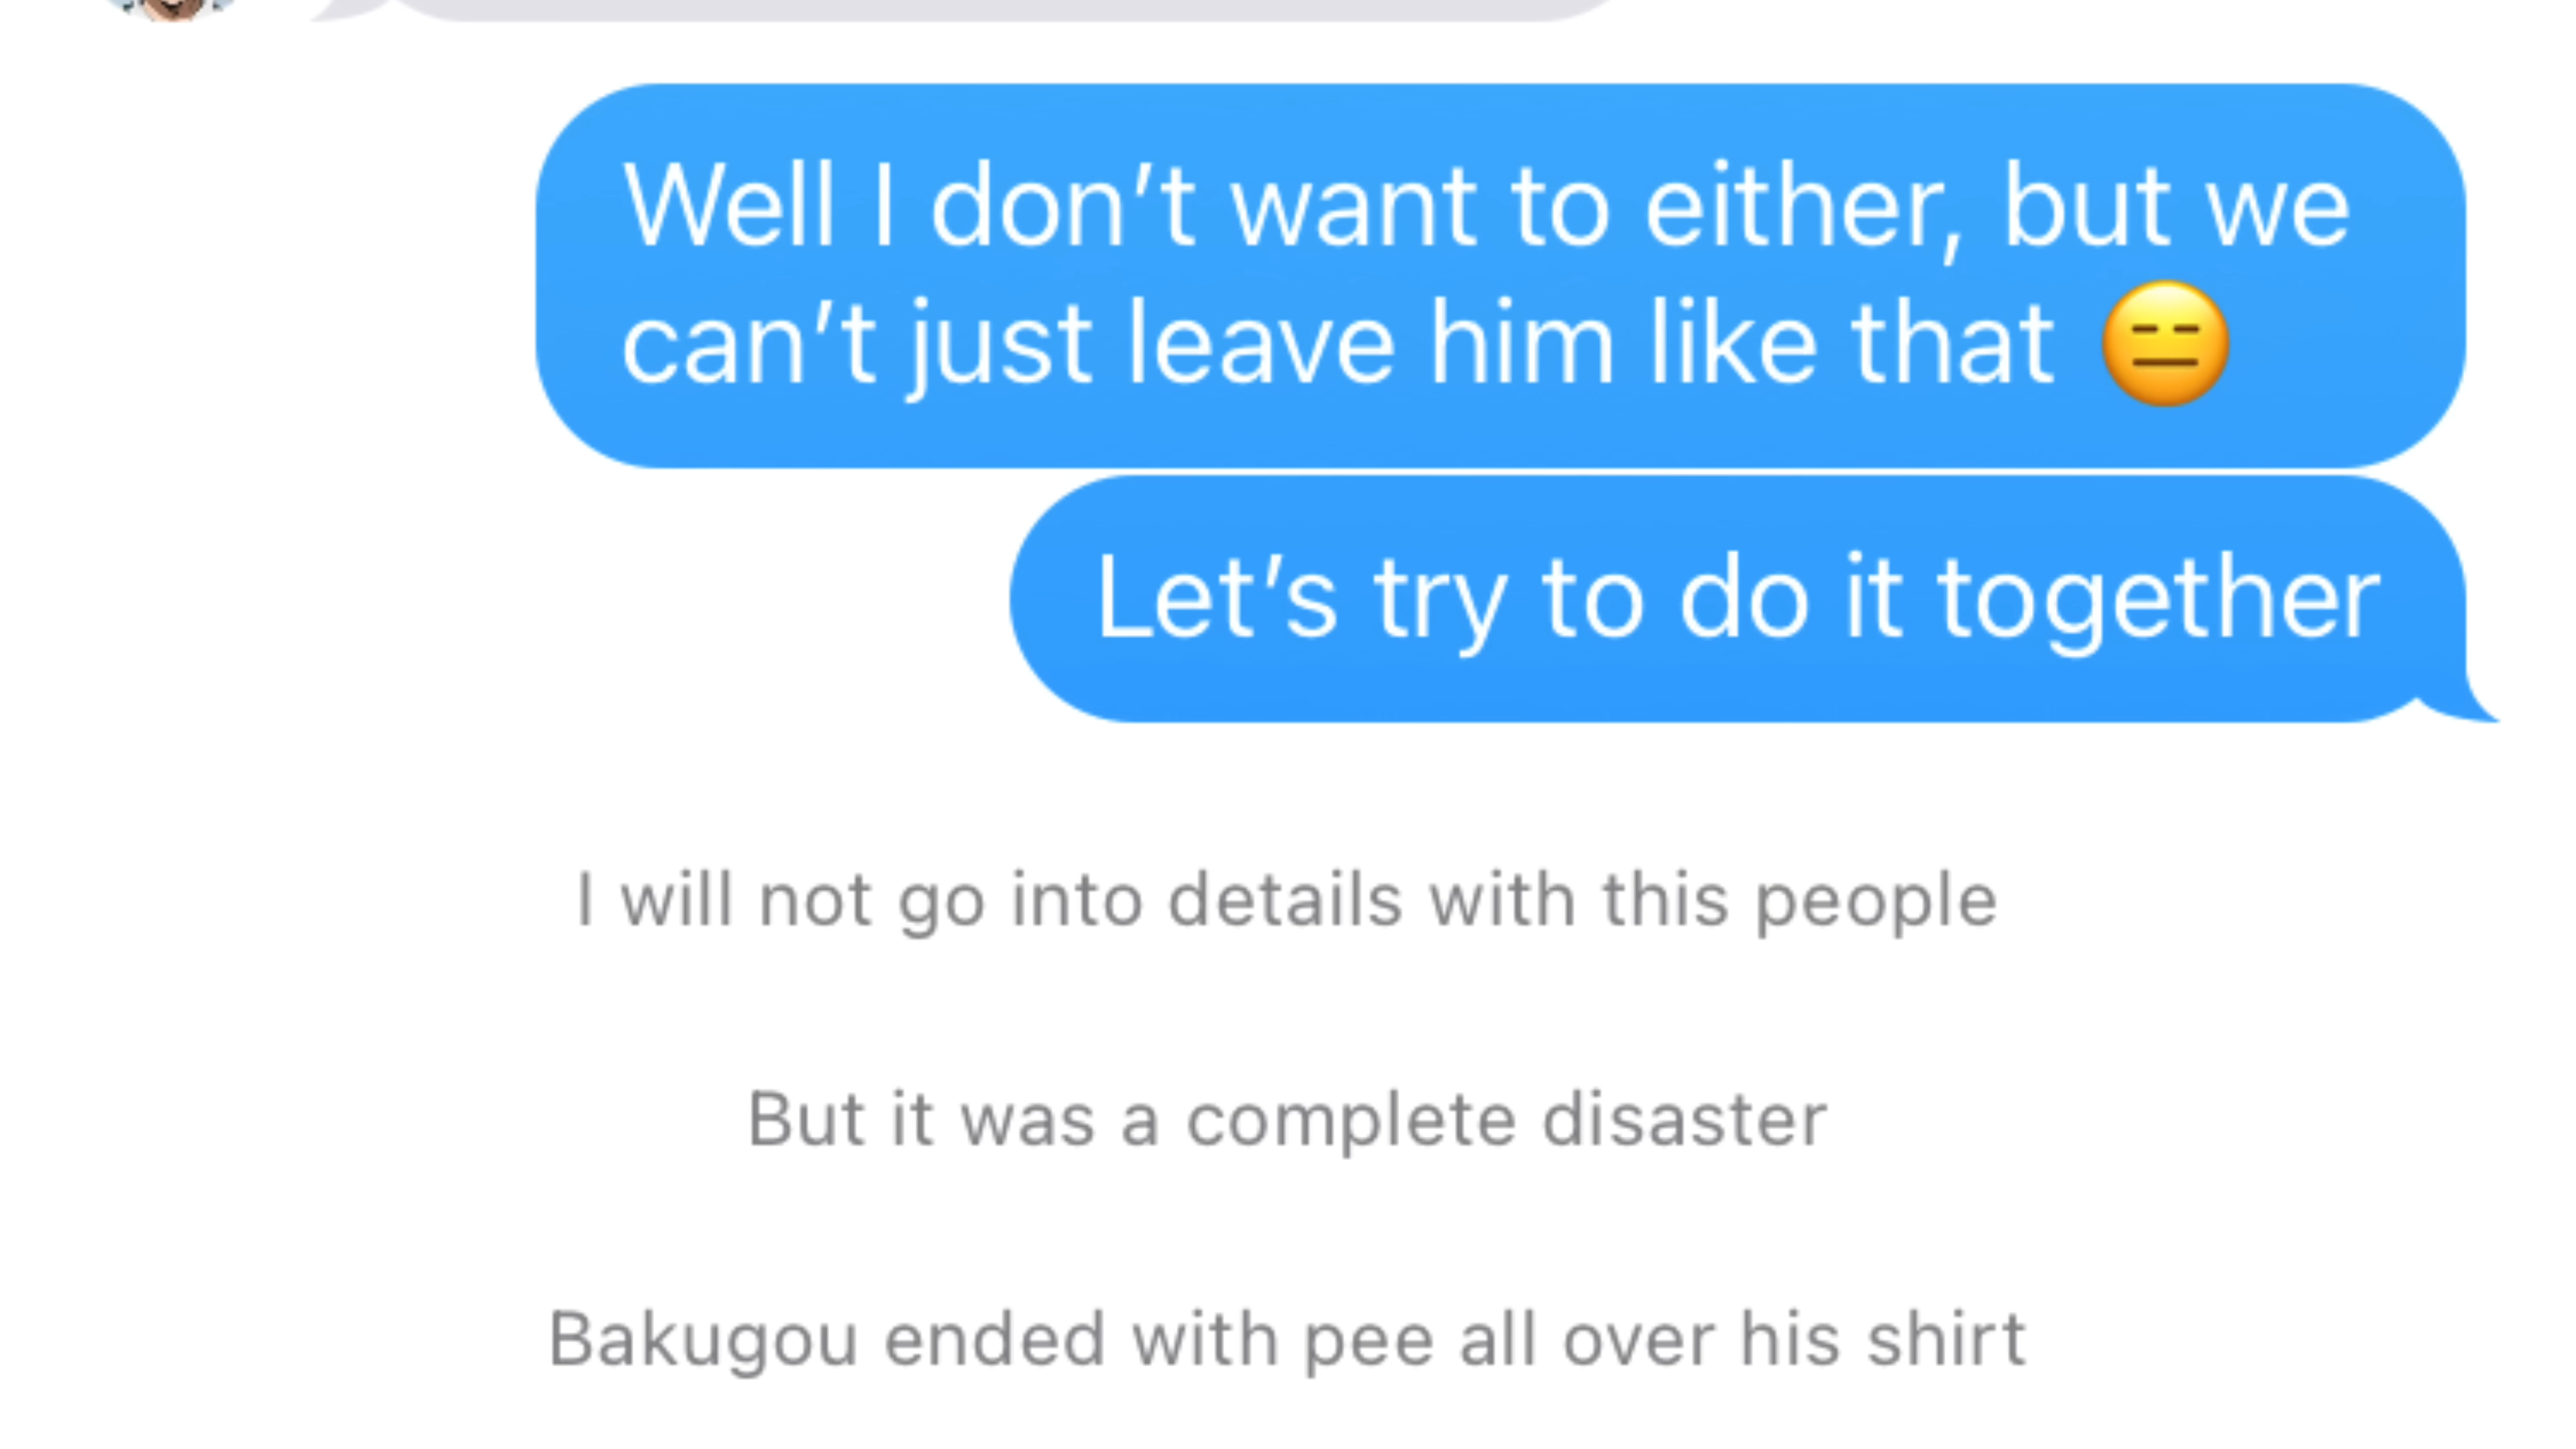 Well I don’t want to either, but we
can’t just leave him like that 😑
Let’s try to do it together
I will not go into details with this people
But it was a complete disaster
Bakugou ended with pee all over his shirt